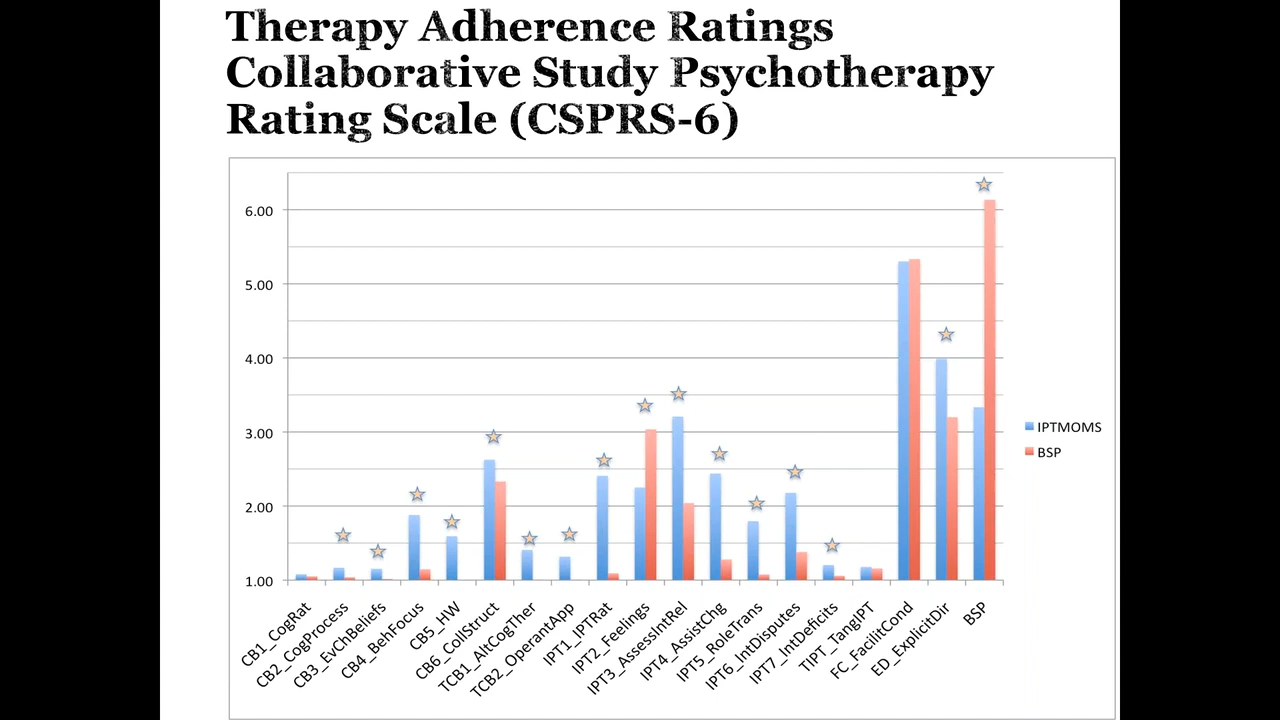 Therapy Adherence Ratings
Collaborative Study Psychotherapy
Rating Scale (CSPRS-6)
6.00
5.00
4.00
3.00
2.00
1.00
IPTMOMS
BSP
CB1_CogRat
CB2_CogProcess
CB3_EvChBeliefs
CB4_BehFocus
CB5_HW
CB6_CollStruct
TCB1_AltCogTher
TCB2_OperantApp
IPT1_IPTRat
IPT2_Feelings
IPT3_AssessIntRel
IPT4_AssistChg
IPT5_RoleTrans
IPT6_IntDisputes
IPT7_IntDeficits
TIPT_TangIPT
FC_FacilitCond
ED_ExplicitDir
BSP